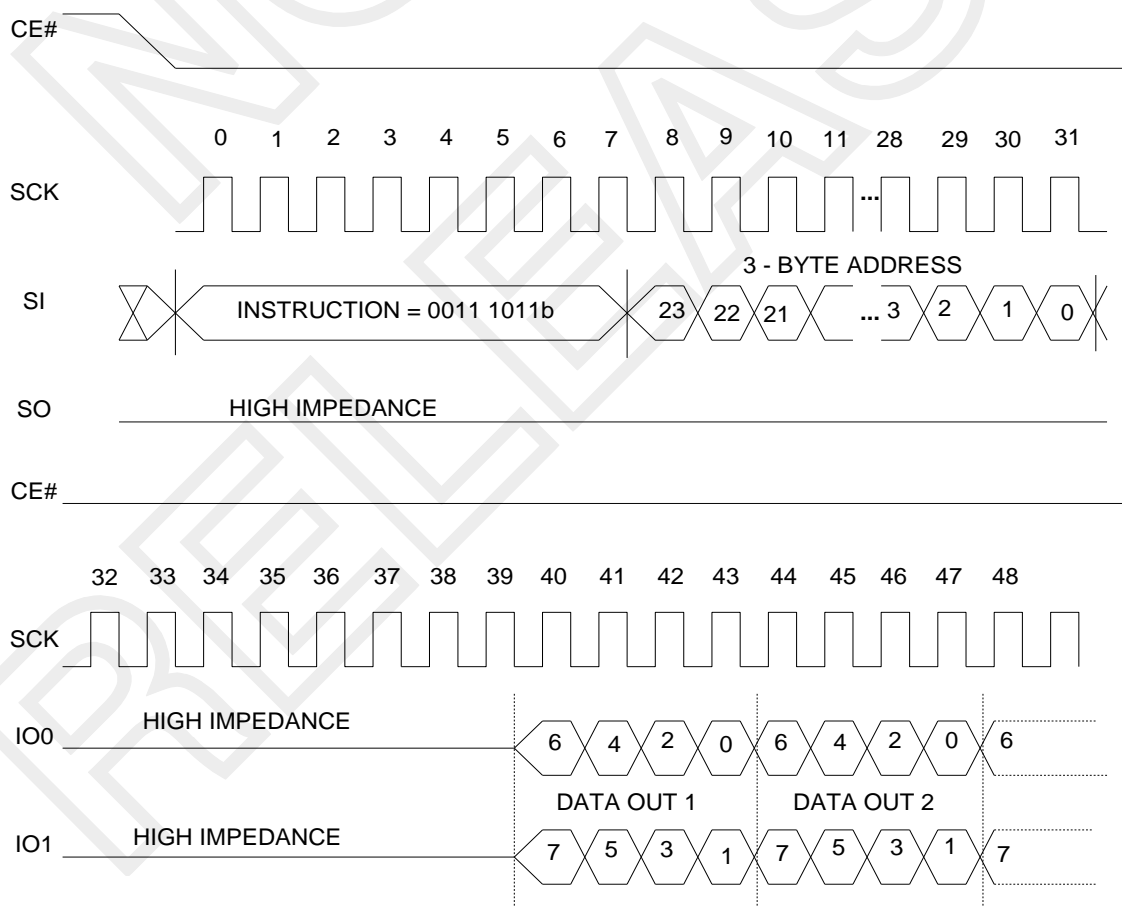 CE#
0 1 2 3 4 5 6 7 8 9 10 11 28 29 30 31
SCK ...
3 - BYTE ADDRESS
SI INSTRUCTION = 0011 1011b 23 22 21 ... 3 2 1 0
SO HIGH IMPEDANCE
CE#
32 33 34 35 36 37 38 39 40 41 42 43 44 45 46 47 48
SCK
HIGH IMPEDANCE
IO0 6 4 2 0 6 4 2 0 6
DATA OUT 1 DATA OUT 2
HIGH IMPEDANCE
IO1 7 5 3 1 7 5 3 1 7